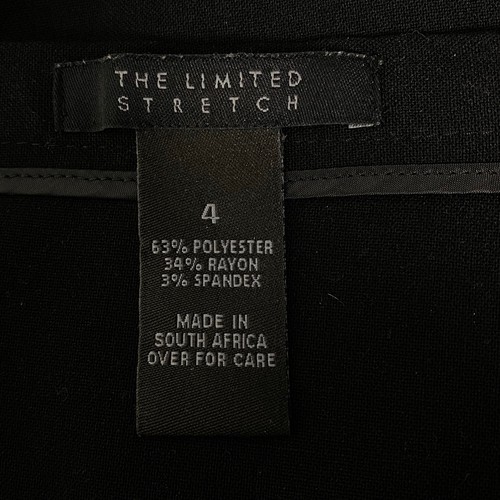 THE LIMITED
STRETCH
4
63% POLYESTER
34% RAYON
3% SPANDEX
MADE IN
SOUTH AFRICA
OVER FOR CARE